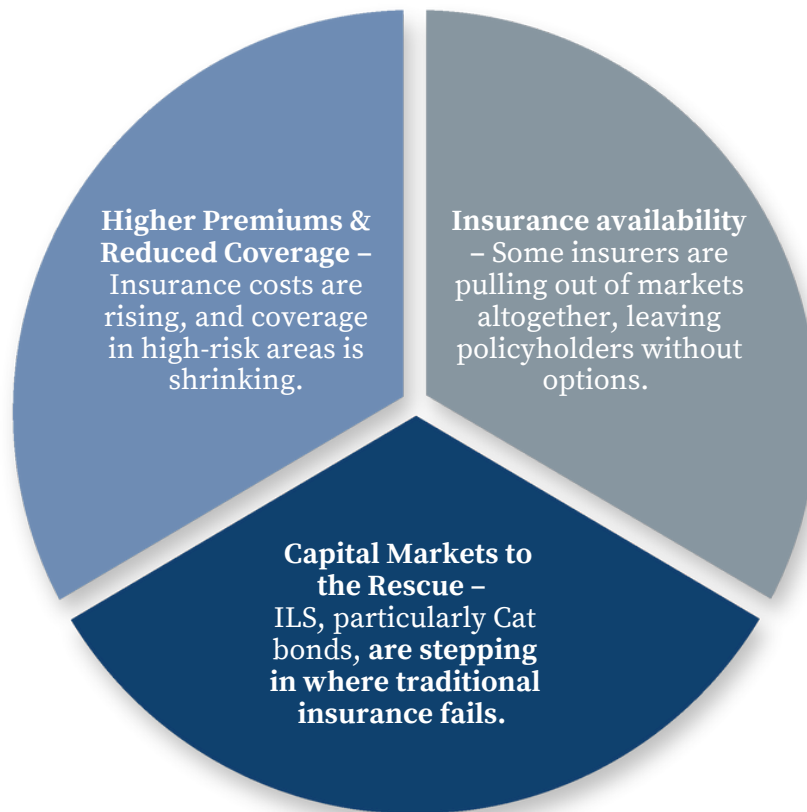 Higher Premiums &
Reduced Coverage –
Insurance costs are
rising, and coverage
in high-risk areas is
shrinking.
Insurance availability
– Some insurers are
pulling out of markets
altogether, leaving
policyholders without
options.
Capital Markets to
the Rescue –
ILS, particularly Cat
bonds, are stepping
in where traditional
insurance fails.